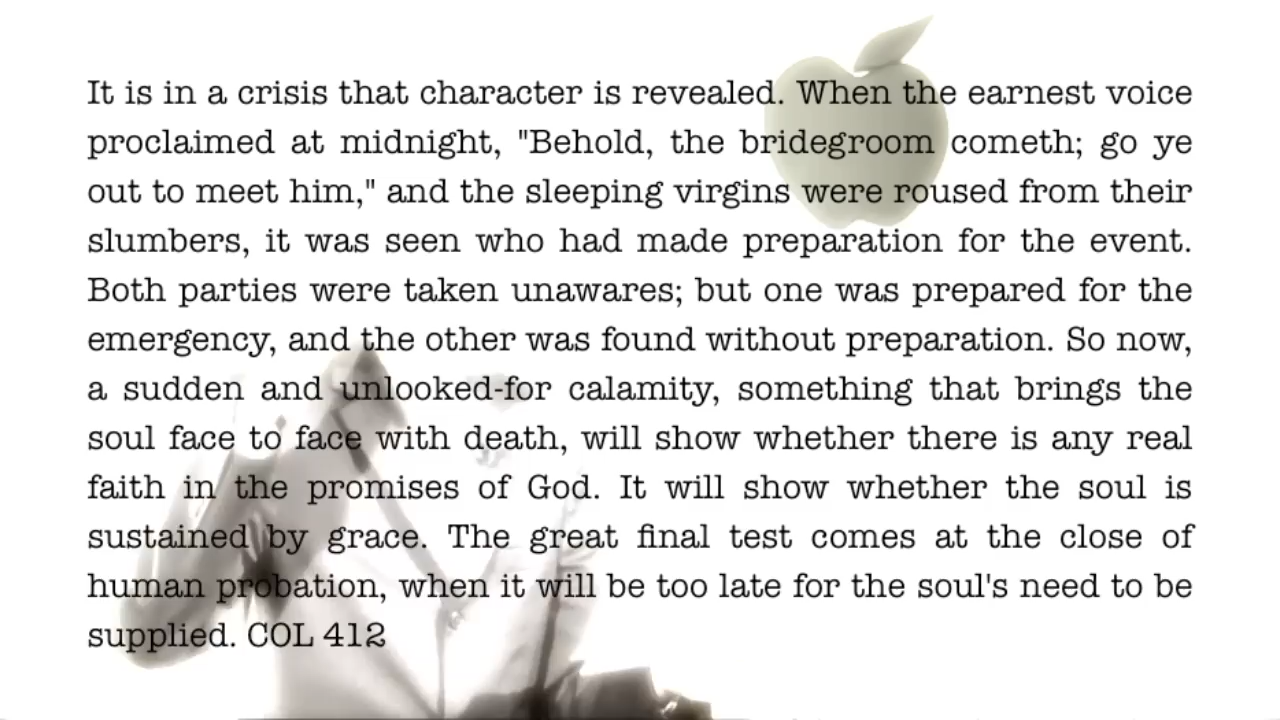 It is in a crisis that character is revealed. When the earnest voice
proclaimed at midnight, "Behold, the bridegroom cometh; go ye
out to meet him," and the sleeping virgins were roused from their
slumbers, it was seen who had made preparation for the event.
Both parties were taken unawares; but one was prepared for the
emergency, and the other was found without preparation. So now,
a sudden and unlooked-for calamity, something that brings the
soul face to face with death, will show whether there is any real
faith in the promises of God. It will show whether the soul is
sustained by grace. The great final test comes at the close of
human probation, when it will be too late for the soul's need to be
supplied. COL 412